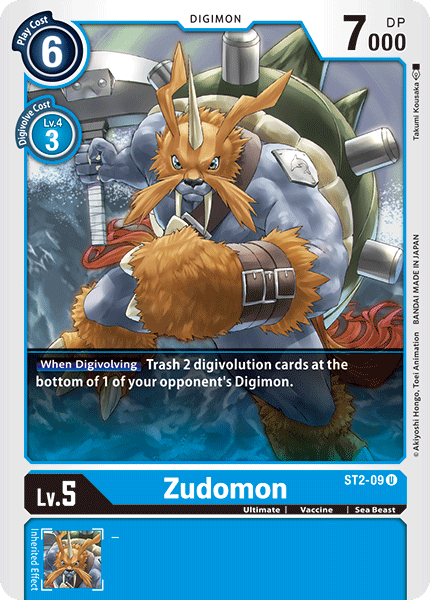 DIGIMON
Play Cost
6
7000
DP
Digivolve Cost
Lv.4
3
Takumi Kousaka
When Digivolving Trash 2 digivolution cards at the
bottom of 1 of your opponent's Digimon.
©Akiyoshi Hongo, Toei Animation BANDAI MADE IN JAPAN
Lv.5
Zudomon
ST2-09 U
Ultimate | Vaccine | Sea Beast
Inherited Effect
–